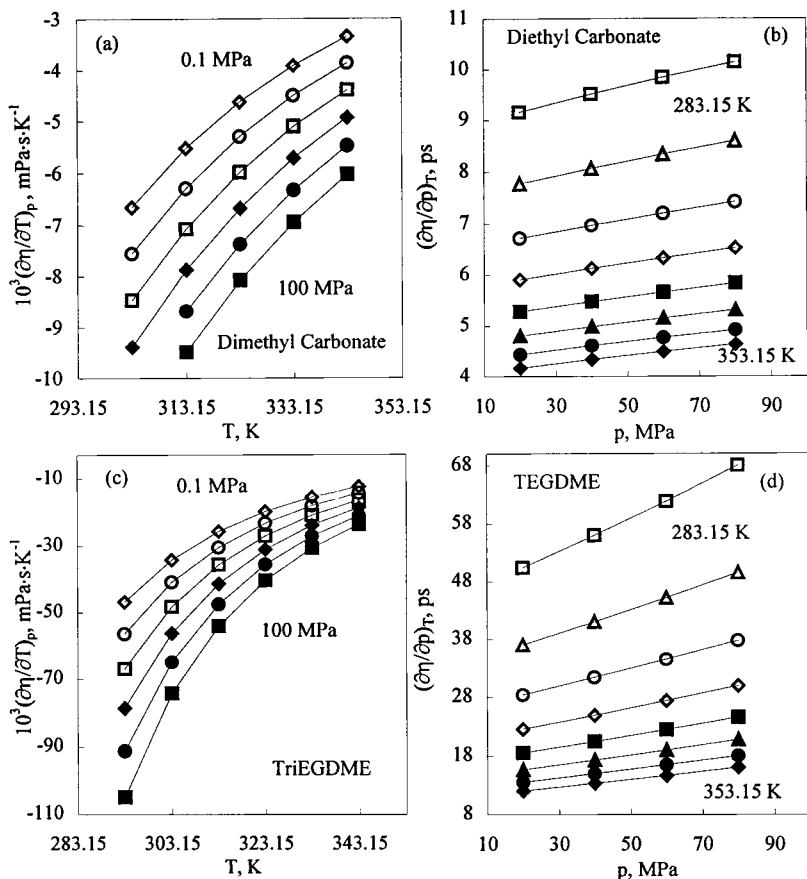 (a)
0.1 MPa
100 MPa
Dimethyl Carbonate
-3
-4
-5
-6
-7
-8
-9
-10
293.15 313.15 333.15 353.15
T, K
10³(∂η/∂T)ₚ, mPa·s·K⁻¹
Diethyl Carbonate (b)
283.15 K
353.15 K
11
10
9
8
7
6
5
4
10 30 50 70 90
p, MPa
(∂η/∂p)T, ps
(c)
0.1 MPa
100 MPa
TriEGDME
-10
-30
-50
-70
-90
-110
283.15 303.15 323.15 343.15
T, K
10³(∂η/∂T)ₚ, mPa·s·K⁻¹
TEGDME (d)
283.15 K
353.15 K
68
58
48
38
28
18
8
10 30 50 70 90
p, MPa
(∂η/∂p)T, ps